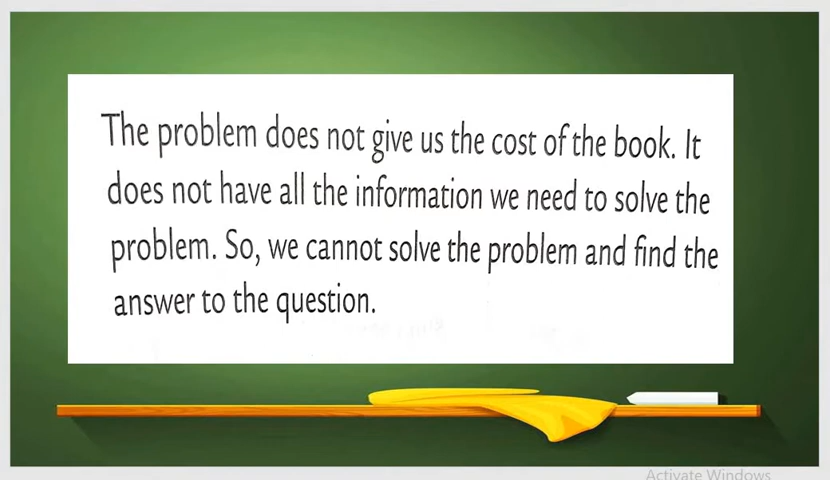 The problem does not give us the cost of the book. It
does not have all the information we need to solve the
problem. So, we cannot solve the problem and find the
answer to the question.
Activate Windows